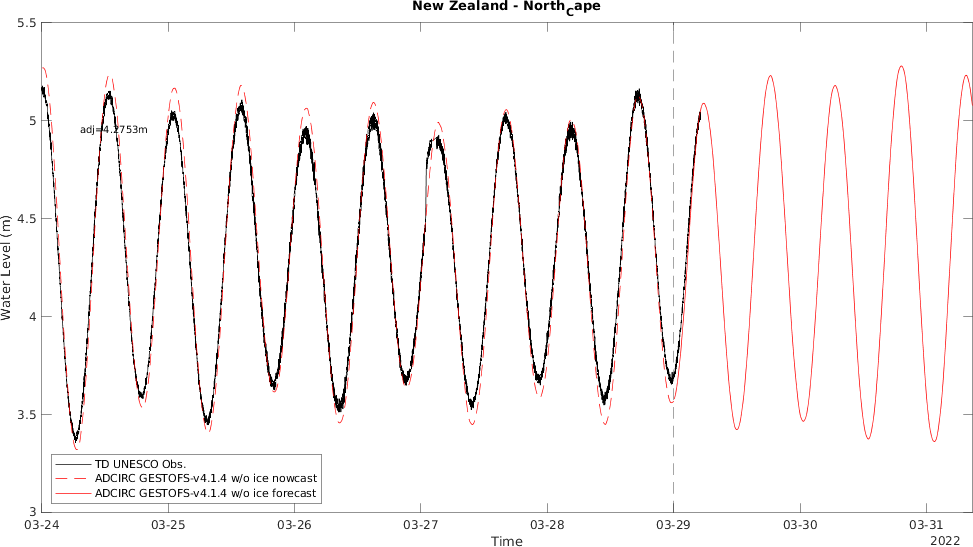 New Zealand - NorthCape
5.5
5
adj=4.2753m
4.5
Water Level (m)
4
3.5
TD UNESCO Obs.
ADCIRC GESTOFS-v4.1.4 w/o ice nowcast
ADCIRC GESTOFS-v4.1.4 w/o ice forecast
3
03-24 03-25 03-26 03-27 03-28 03-29 03-30 03-31
Time
2022